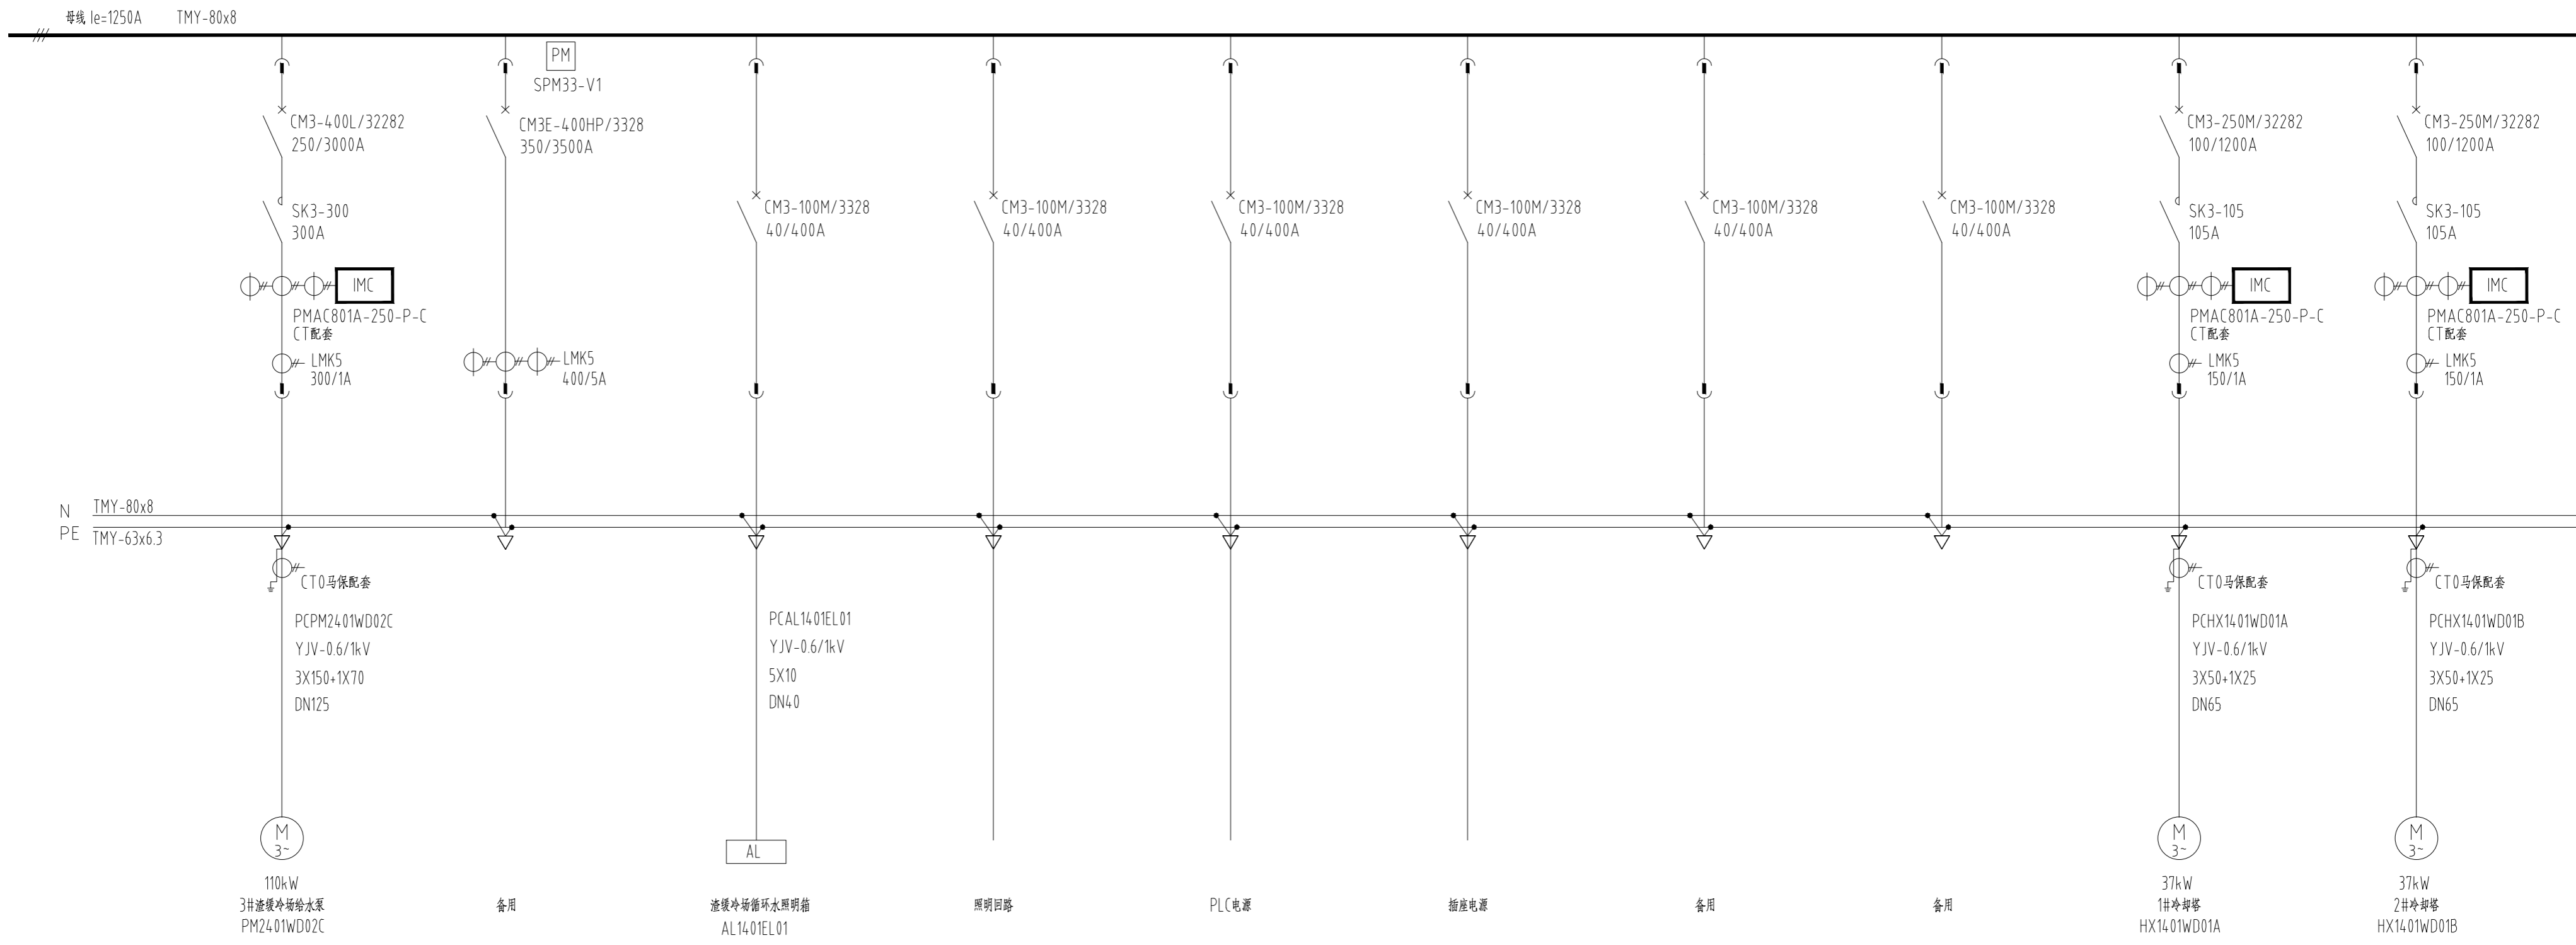 母线 Ie=1250A TMY-80x8
PM
SPM33-V1
CM3-400L/32282
250/3000A
CM3E-400HP/3328
350/3500A
CM3-250M/32282
100/1200A
CM3-250M/32282
100/1200A
SK3-300
300A
CM3-100M/3328
40/400A
CM3-100M/3328
40/400A
CM3-100M/3328
40/400A
CM3-100M/3328
40/400A
CM3-100M/3328
40/400A
CM3-100M/3328
40/400A
SK3-105
105A
SK3-105
105A
IMC
PMAC801A-250-P-C
CT配套
LMK5
300/1A
LMK5
400/5A
IMC
PMAC801A-250-P-C
CT配套
LMK5
150/1A
IMC
PMAC801A-250-P-C
CT配套
LMK5
150/1A
N TMY-80x8
PE TMY-63x6.3
CT0马保配套
CT0马保配套
CT0马保配套
PCPM2401WD02C
YJV-0.6/1kV
3X150+1X70
DN125
PCAL1401EL01
YJV-0.6/1kV
5X10
DN40
PCHX1401WD01A
YJV-0.6/1kV
3X50+1X25
DN65
PCHX1401WD01B
YJV-0.6/1kV
3X50+1X25
DN65
M
3~
110kW
3#渣缓冷场给水泵
PM2401WD02C
备用
AL
渣缓冷场循环水照明箱
AL1401EL01
照明回路
PLC电源
插座电源
备用
备用
M
3~
37kW
1#冷却塔
HX1401WD01A
M
3~
37kW
2#冷却塔
HX1401WD01B